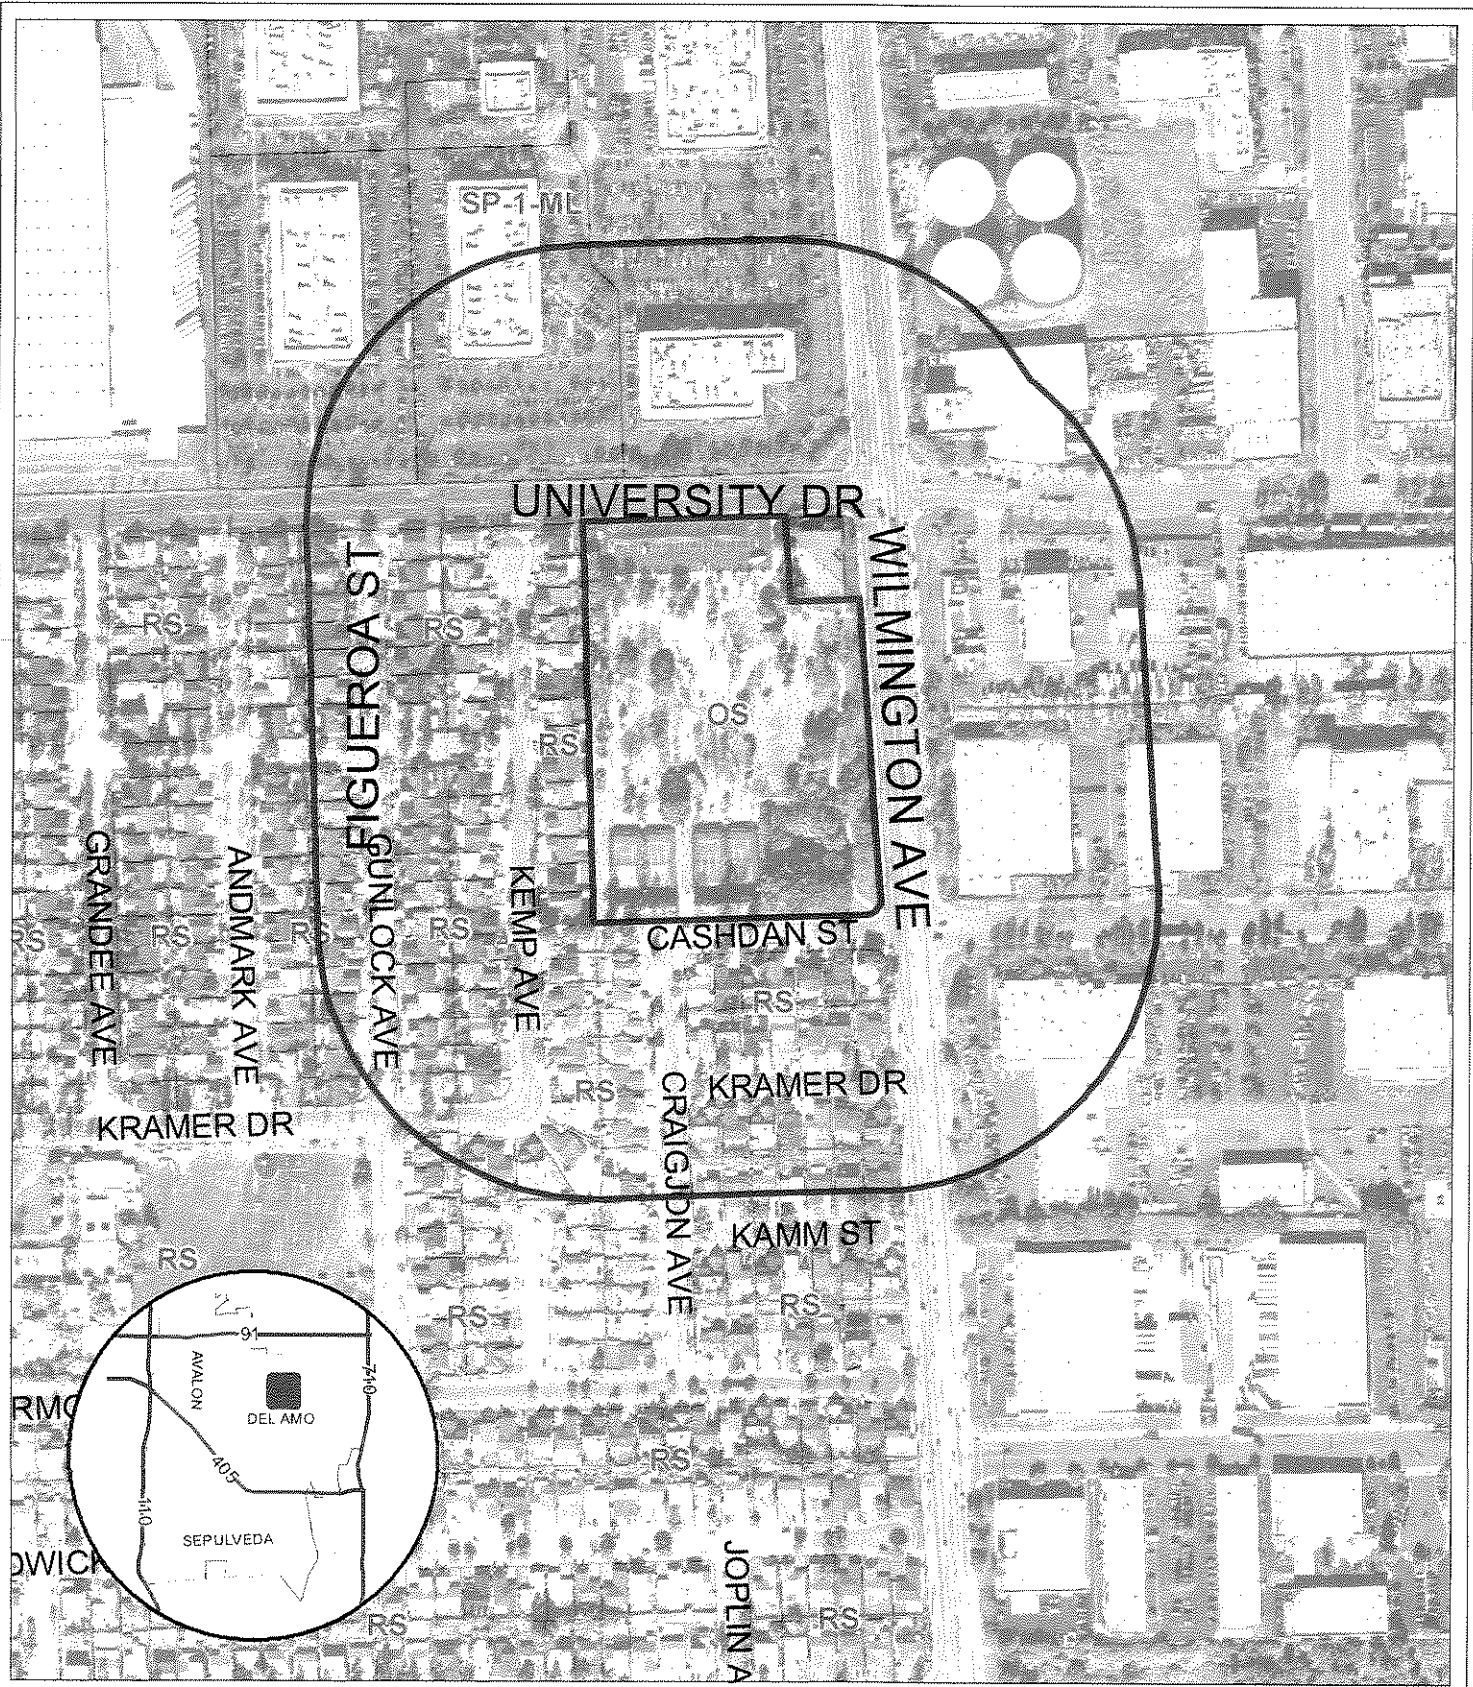 SP-1-ML
UNIVERSITY DR
WILMINGTON AVE
FIGUEROA ST
RS
RS
RS
OS
GRANDEE AVE
ANDMARK AVE
GUNLOCK AVE
KEMP AVE
RS
RS
RS
RS
CASHDAN ST
RS
RS
CRAIGJON AVE
KRAMER DR
KRAMER DR
KAMM ST
RS
RS
RS
91
710
AVALON
DEL AMO
405
110
SEPULVEDA
RMO
RS
DWICK
JOPLIN A
RS
RS